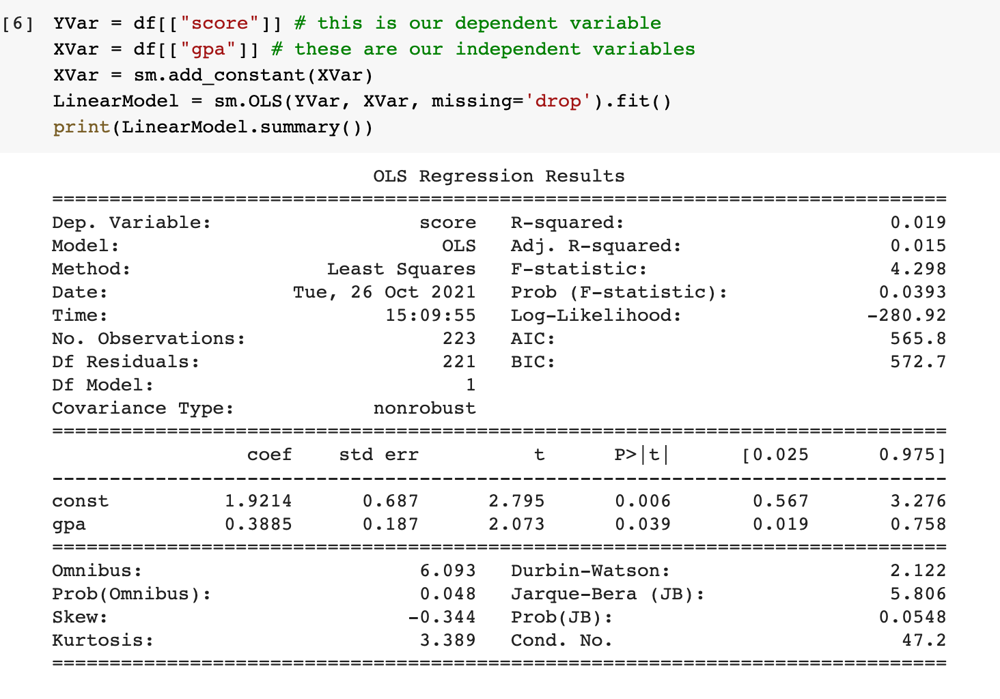 [6] YVar = df[["score"]] # this is our dependent variable
XVar = df[["gpa"]] # these are our independent variables
XVar = sm.add_constant(XVar)
LinearModel = sm.OLS(YVar, XVar, missing='drop').fit()
print(LinearModel.summary())
OLS Regression Results
==============================================================================
Dep. Variable: score R-squared: 0.019
Model: OLS Adj. R-squared: 0.015
Method: Least Squares F-statistic: 4.298
Date: Tue, 26 Oct 2021 Prob (F-statistic): 0.0393
Time: 15:09:55 Log-Likelihood: -280.92
No. Observations: 223 AIC: 565.8
Df Residuals: 221 BIC: 572.7
Df Model: 1
Covariance Type: nonrobust
==============================================================================
coef std err t P>|t| [0.025 0.975]
------------------------------------------------------------------------------
const 1.9214 0.687 2.795 0.006 0.567 3.276
gpa 0.3885 0.187 2.073 0.039 0.019 0.758
==============================================================================
Omnibus: 6.093 Durbin-Watson: 2.122
Prob(Omnibus): 0.048 Jarque-Bera (JB): 5.806
Skew: -0.344 Prob(JB): 0.0548
Kurtosis: 3.389 Cond. No. 47.2
==============================================================================